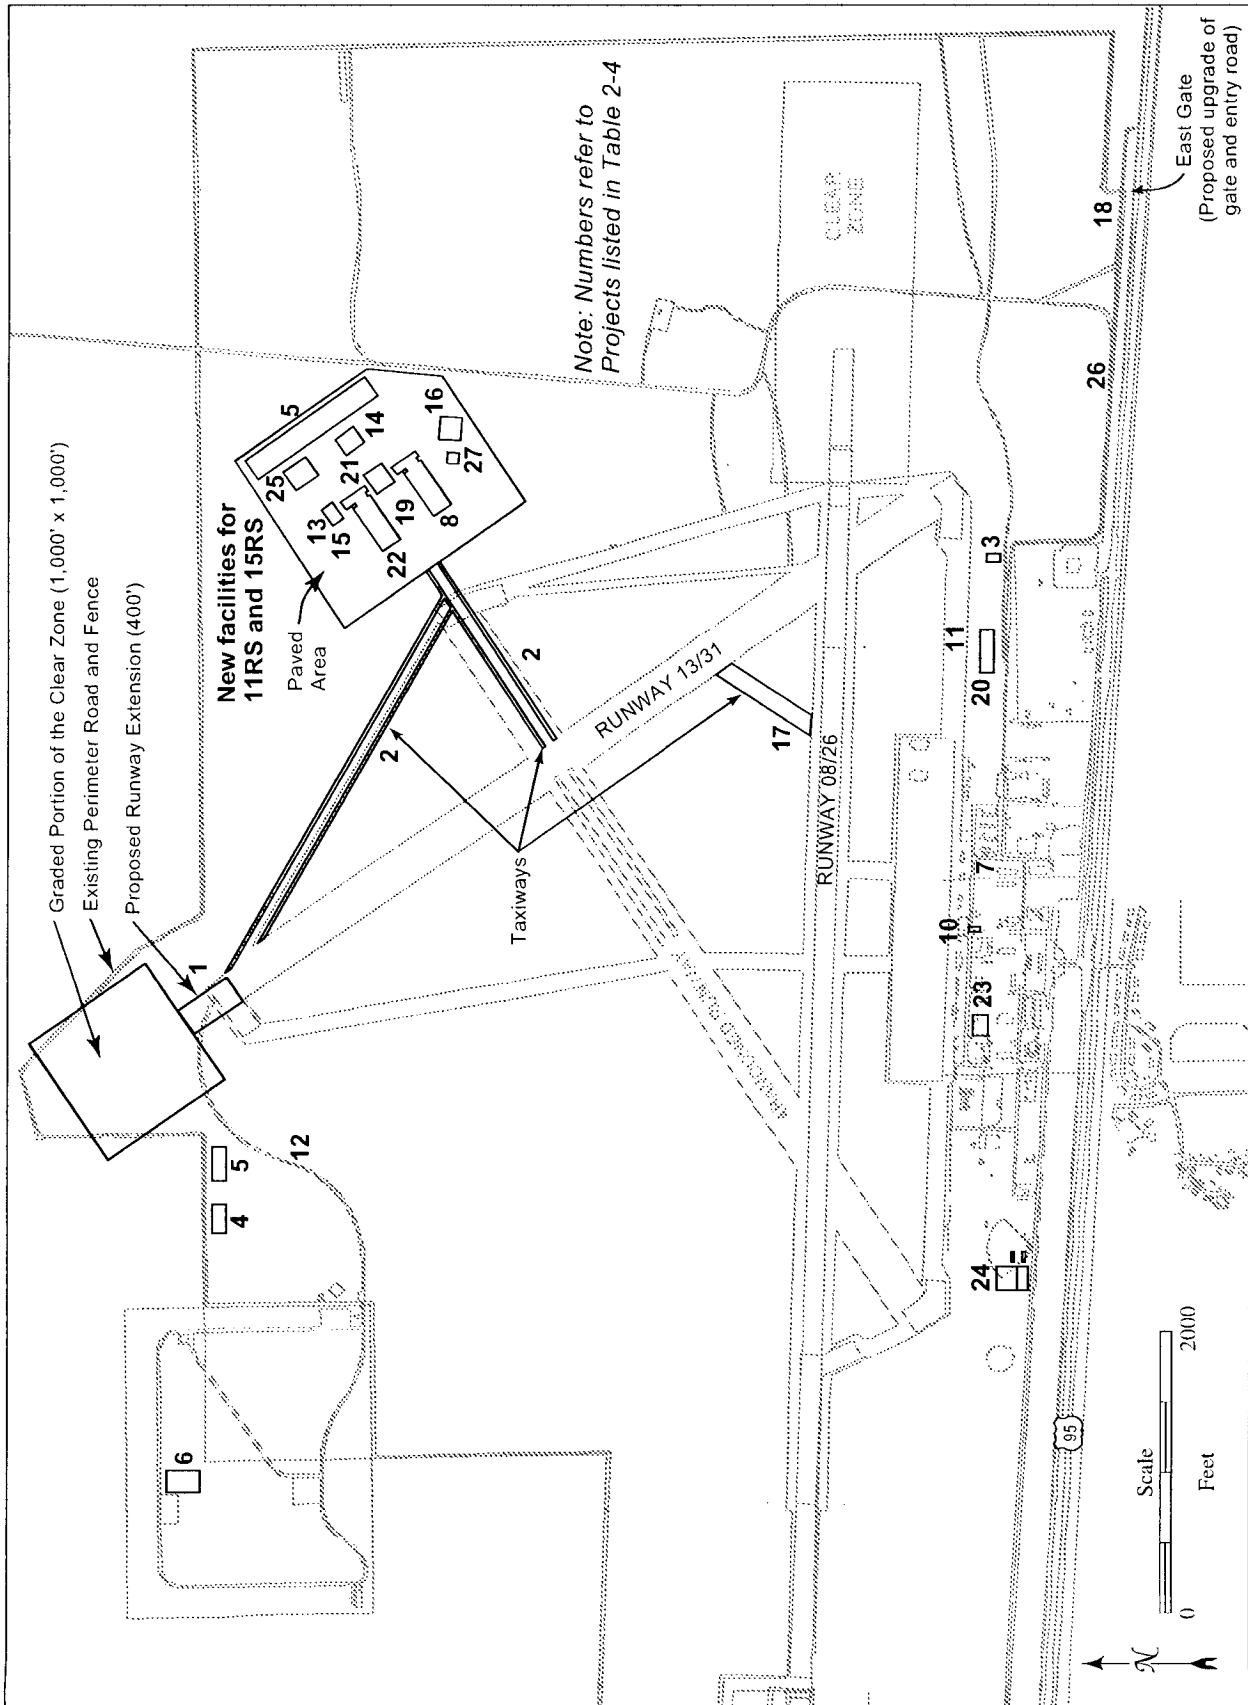 Graded Portion of the Clear Zone (1,000' x 1,000')
Existing Perimeter Road and Fence
Proposed Runway Extension (400')
New facilities for
11RS and 15RS
Paved
Area
Note: Numbers refer to
Projects listed in Table 2-4
1
12
5
4
6
5
25
14
21
13
15
19
22
8
16
27
2
2
Taxiways
RUNWAY 13/31
17
RUNWAY 08/26
ABANDONED RUNWAY
CLEAR
ZONE
11
20
3
7
10
23
24
18
26
East Gate
(Proposed upgrade of
gate and entry road)
95
Scale
0
2000
Feet
N